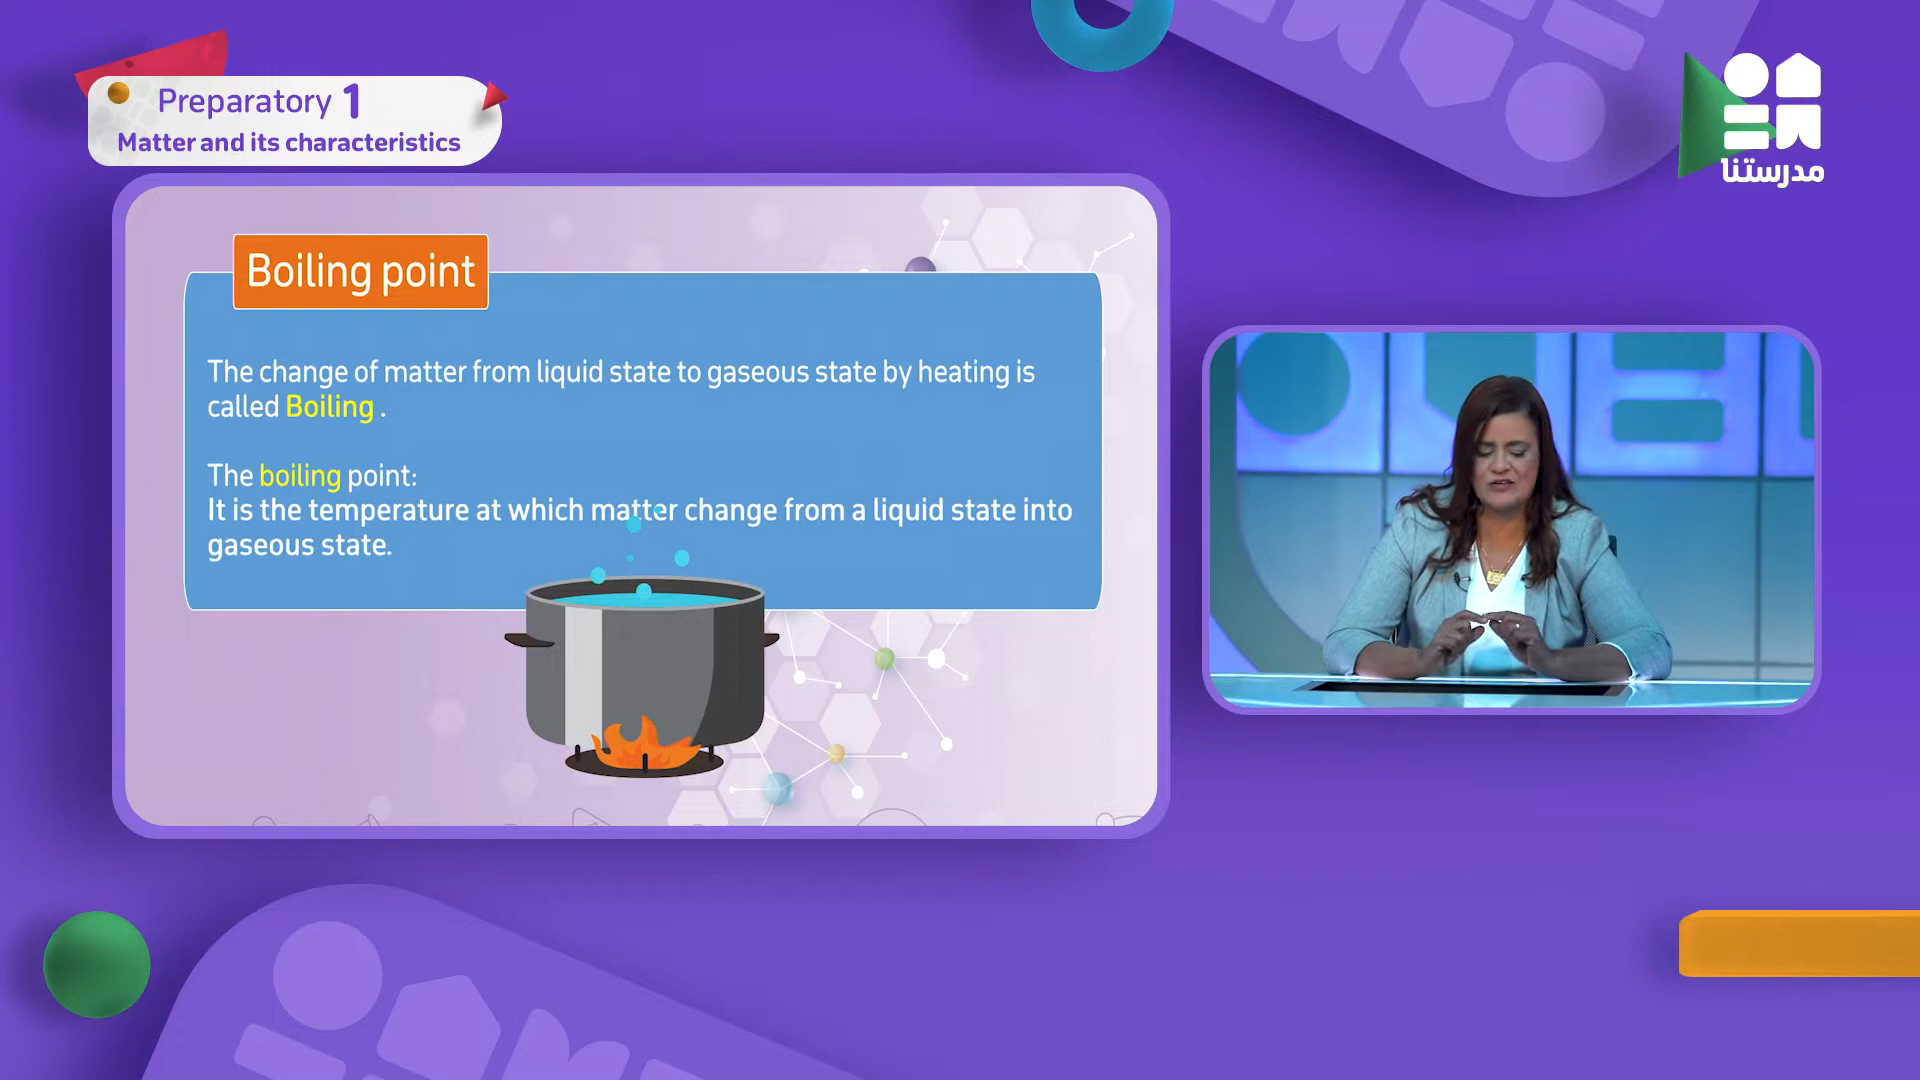 Preparatory 1
Matter and its characteristics
مدرستنا
Boiling point
The change of matter from liquid state to gaseous state by heating is
called Boiling .
The boiling point:
It is the temperature at which matter change from a liquid state into
gaseous state.